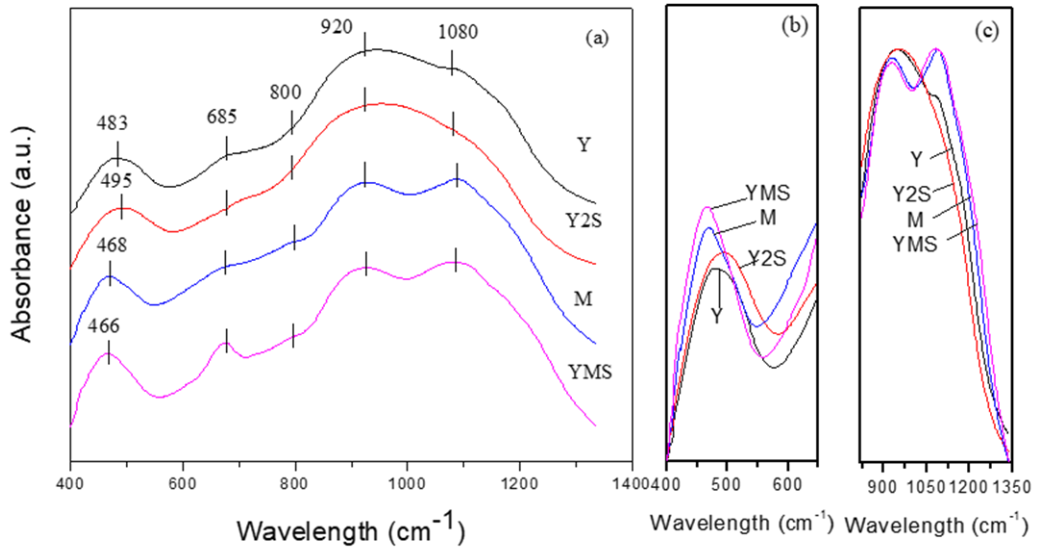 920
1080
(a)
(b)
(c)
800
483
685
Y
495
Y2S
468
M
466
YMS
Absorbance (a.u.)
400 600 800 1000 1200 1400
Wavelength (cm-1)
YMS
M
Y2S
Y
400 500 600
Wavelength (cm-1)
Y
Y2S
M
YMS
900 1050 1200 1350
Wavelength (cm-1)